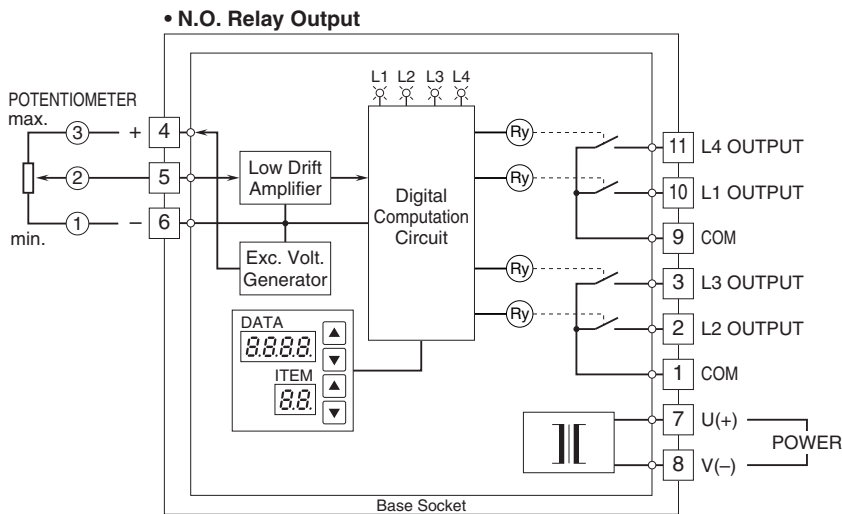 • N.O. Relay Output
POTENTIOMETER
max.
3
+
4
2
5
1
–
6
min.
Low Drift
Amplifier
Exc. Volt.
Generator
L1 L2 L3 L4
Digital
Computation
Circuit
DATA
8.8.8.8.
ITEM
8.8.
Ry
Ry
Ry
Ry
11 L4 OUTPUT
10 L1 OUTPUT
9 COM
3 L3 OUTPUT
2 L2 OUTPUT
1 COM
7 U(+)
POWER
8 V(–)
Base Socket